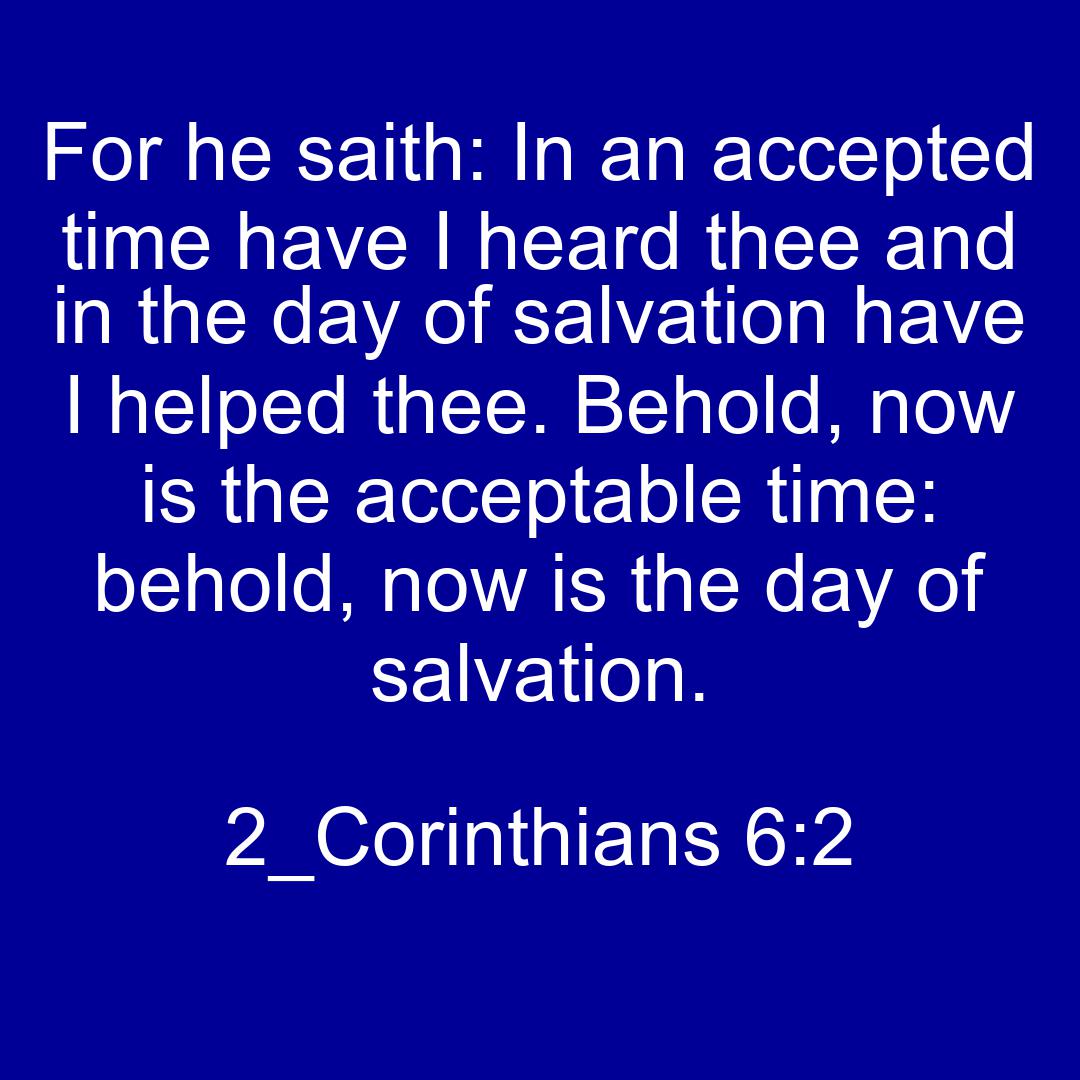 For he saith: In an accepted
time have I heard thee and
in the day of salvation have
I helped thee. Behold, now
is the acceptable time:
behold, now is the day of
salvation.
2_Corinthians 6:2